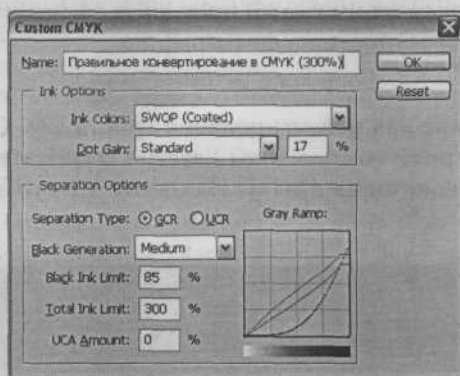 Custom CMYK
Name: Правильное конвертирование в CMYK (300%)
OK
Reset
Ink Options
Ink Colors: SWOP (Coated)
Dot Gain: Standard 17 %
Separation Options
Separation Type: GCR UCR
Gray Ramp:
Black Generation: Medium
Black Ink Limit: 85 %
Total Ink Limit: 300 %
UCA Amount: 0 %